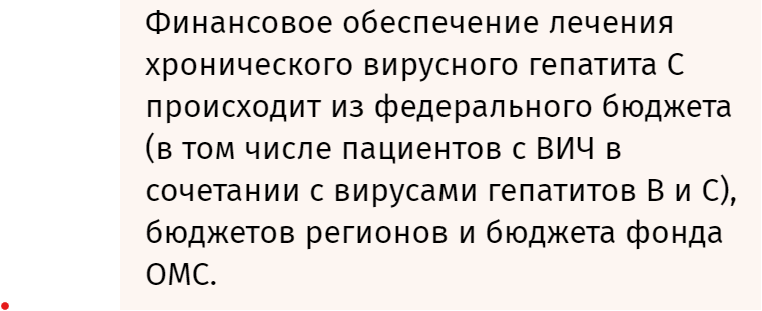 Финансовое обеспечение лечения
хронического вирусного гепатита С
происходит из федерального бюджета
(в том числе пациентов с ВИЧ в
сочетании с вирусами гепатитов В и С),
бюджетов регионов и бюджета фонда
ОМС.